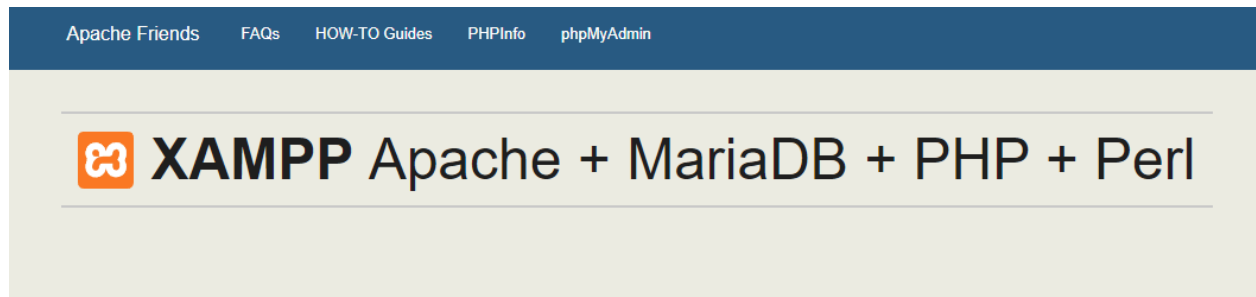 Apache Friends FAQs HOW-TO Guides PHPInfo phpMyAdmin
XAMPP Apache + MariaDB + PHP + Perl